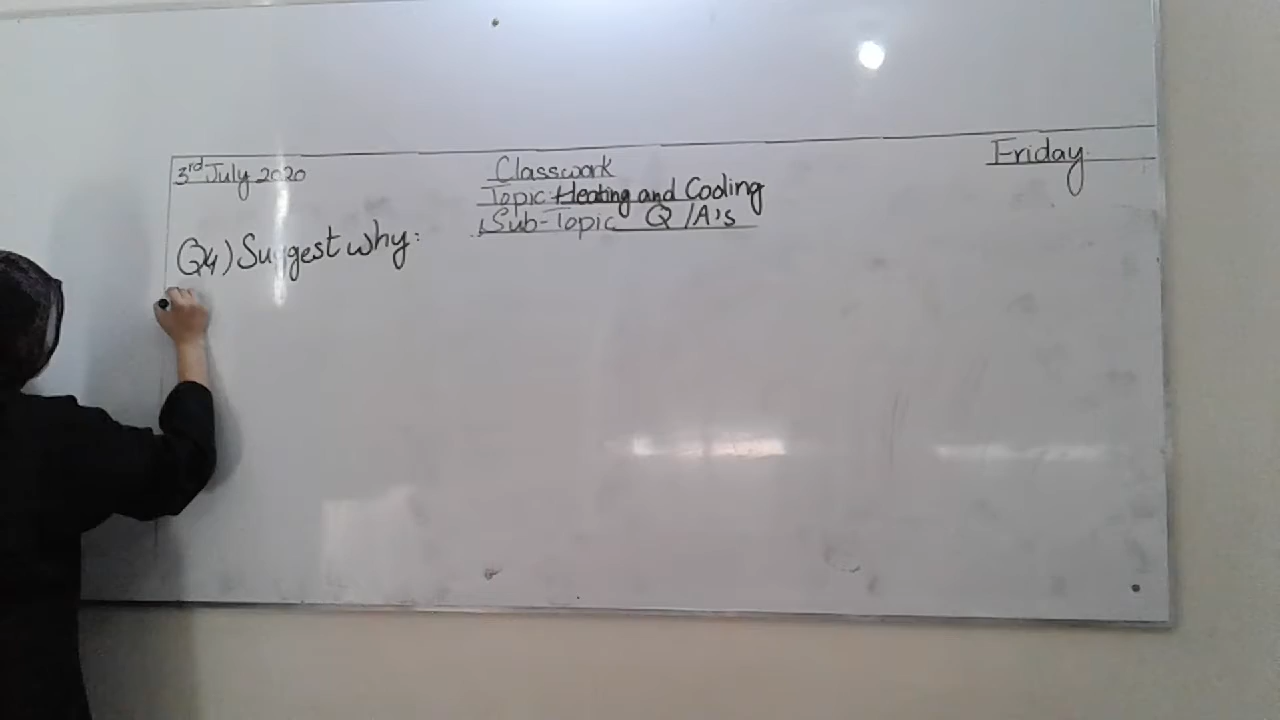 3rd July 2020 Classwork Friday
Topic: Heating and Cooling
Sub-Topic Q/A's
Q4) Suggest why: